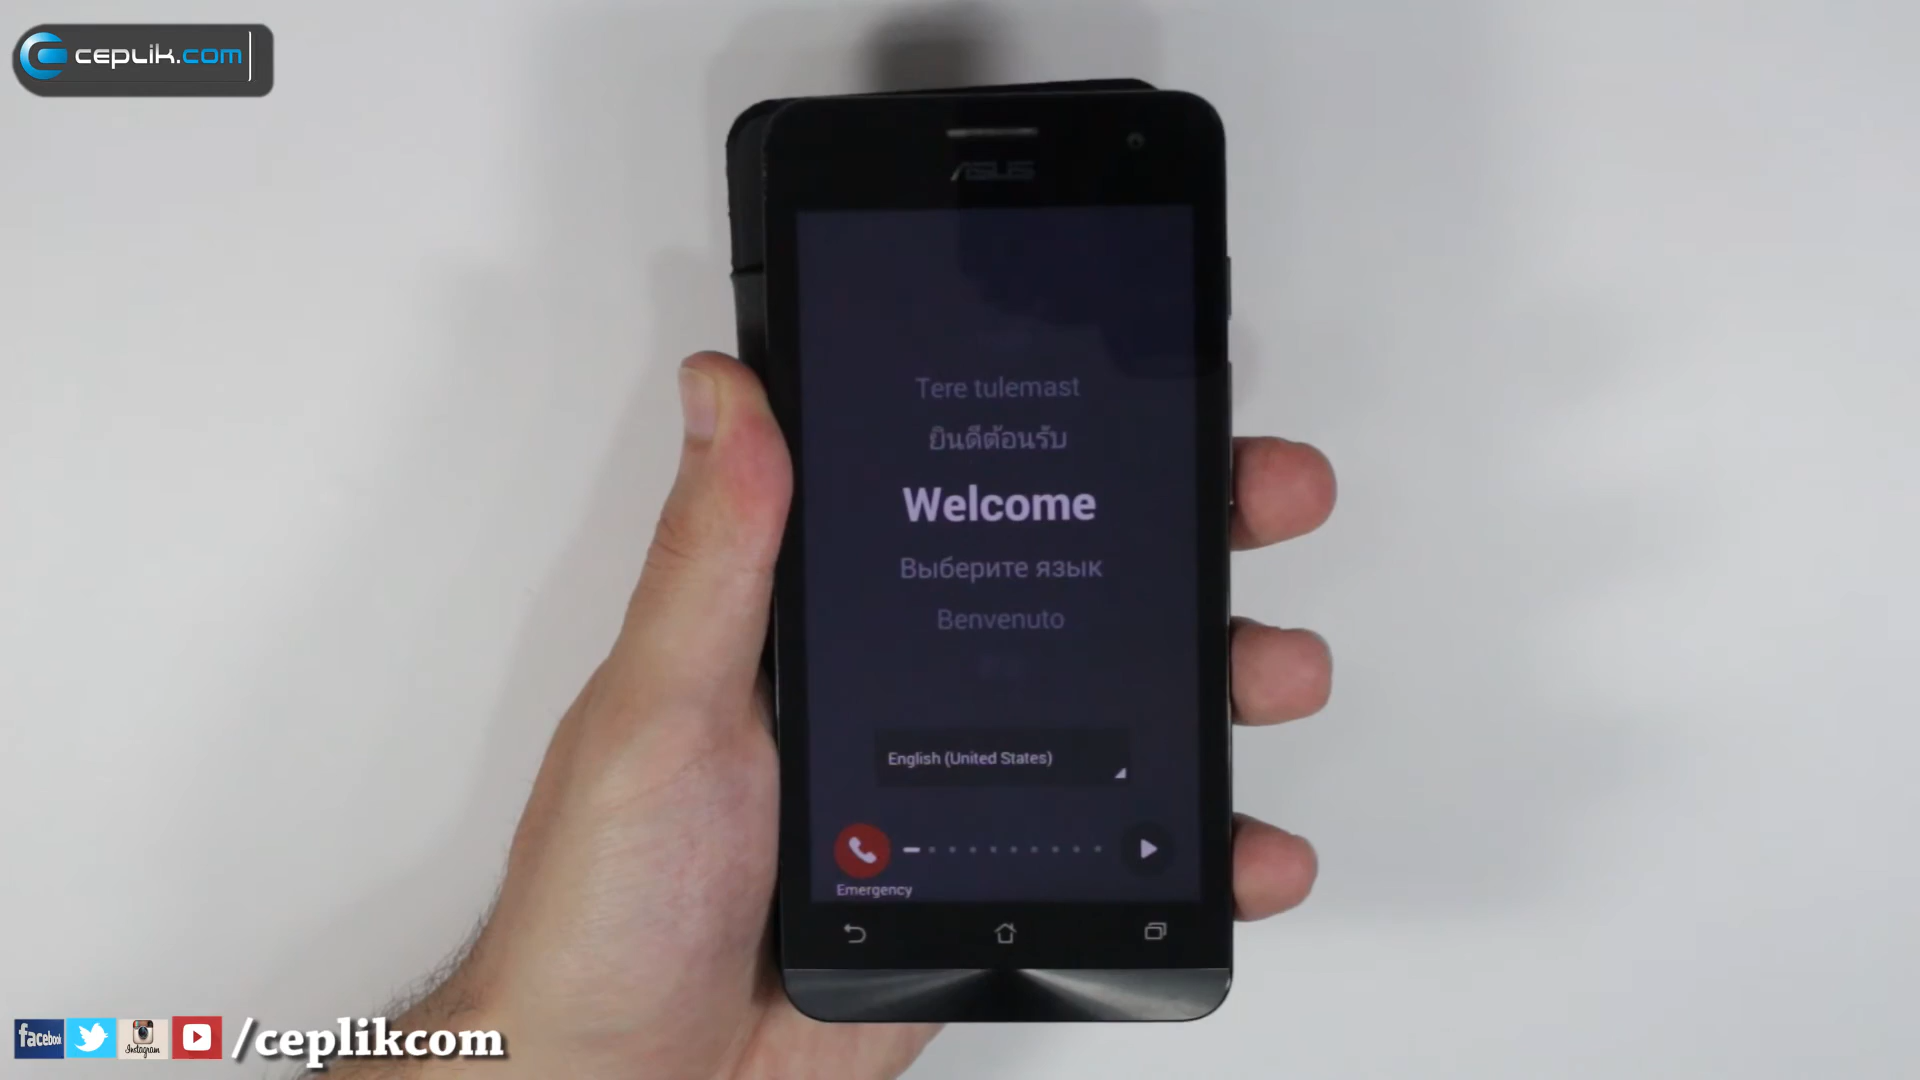 ceplik.com
ASUS
Tere tulemast
ยินดีต้อนรับ
Welcome
Выберите язык
Benvenuto
English (United States)
Emergency
facebook
Instagram
/ceplikcom